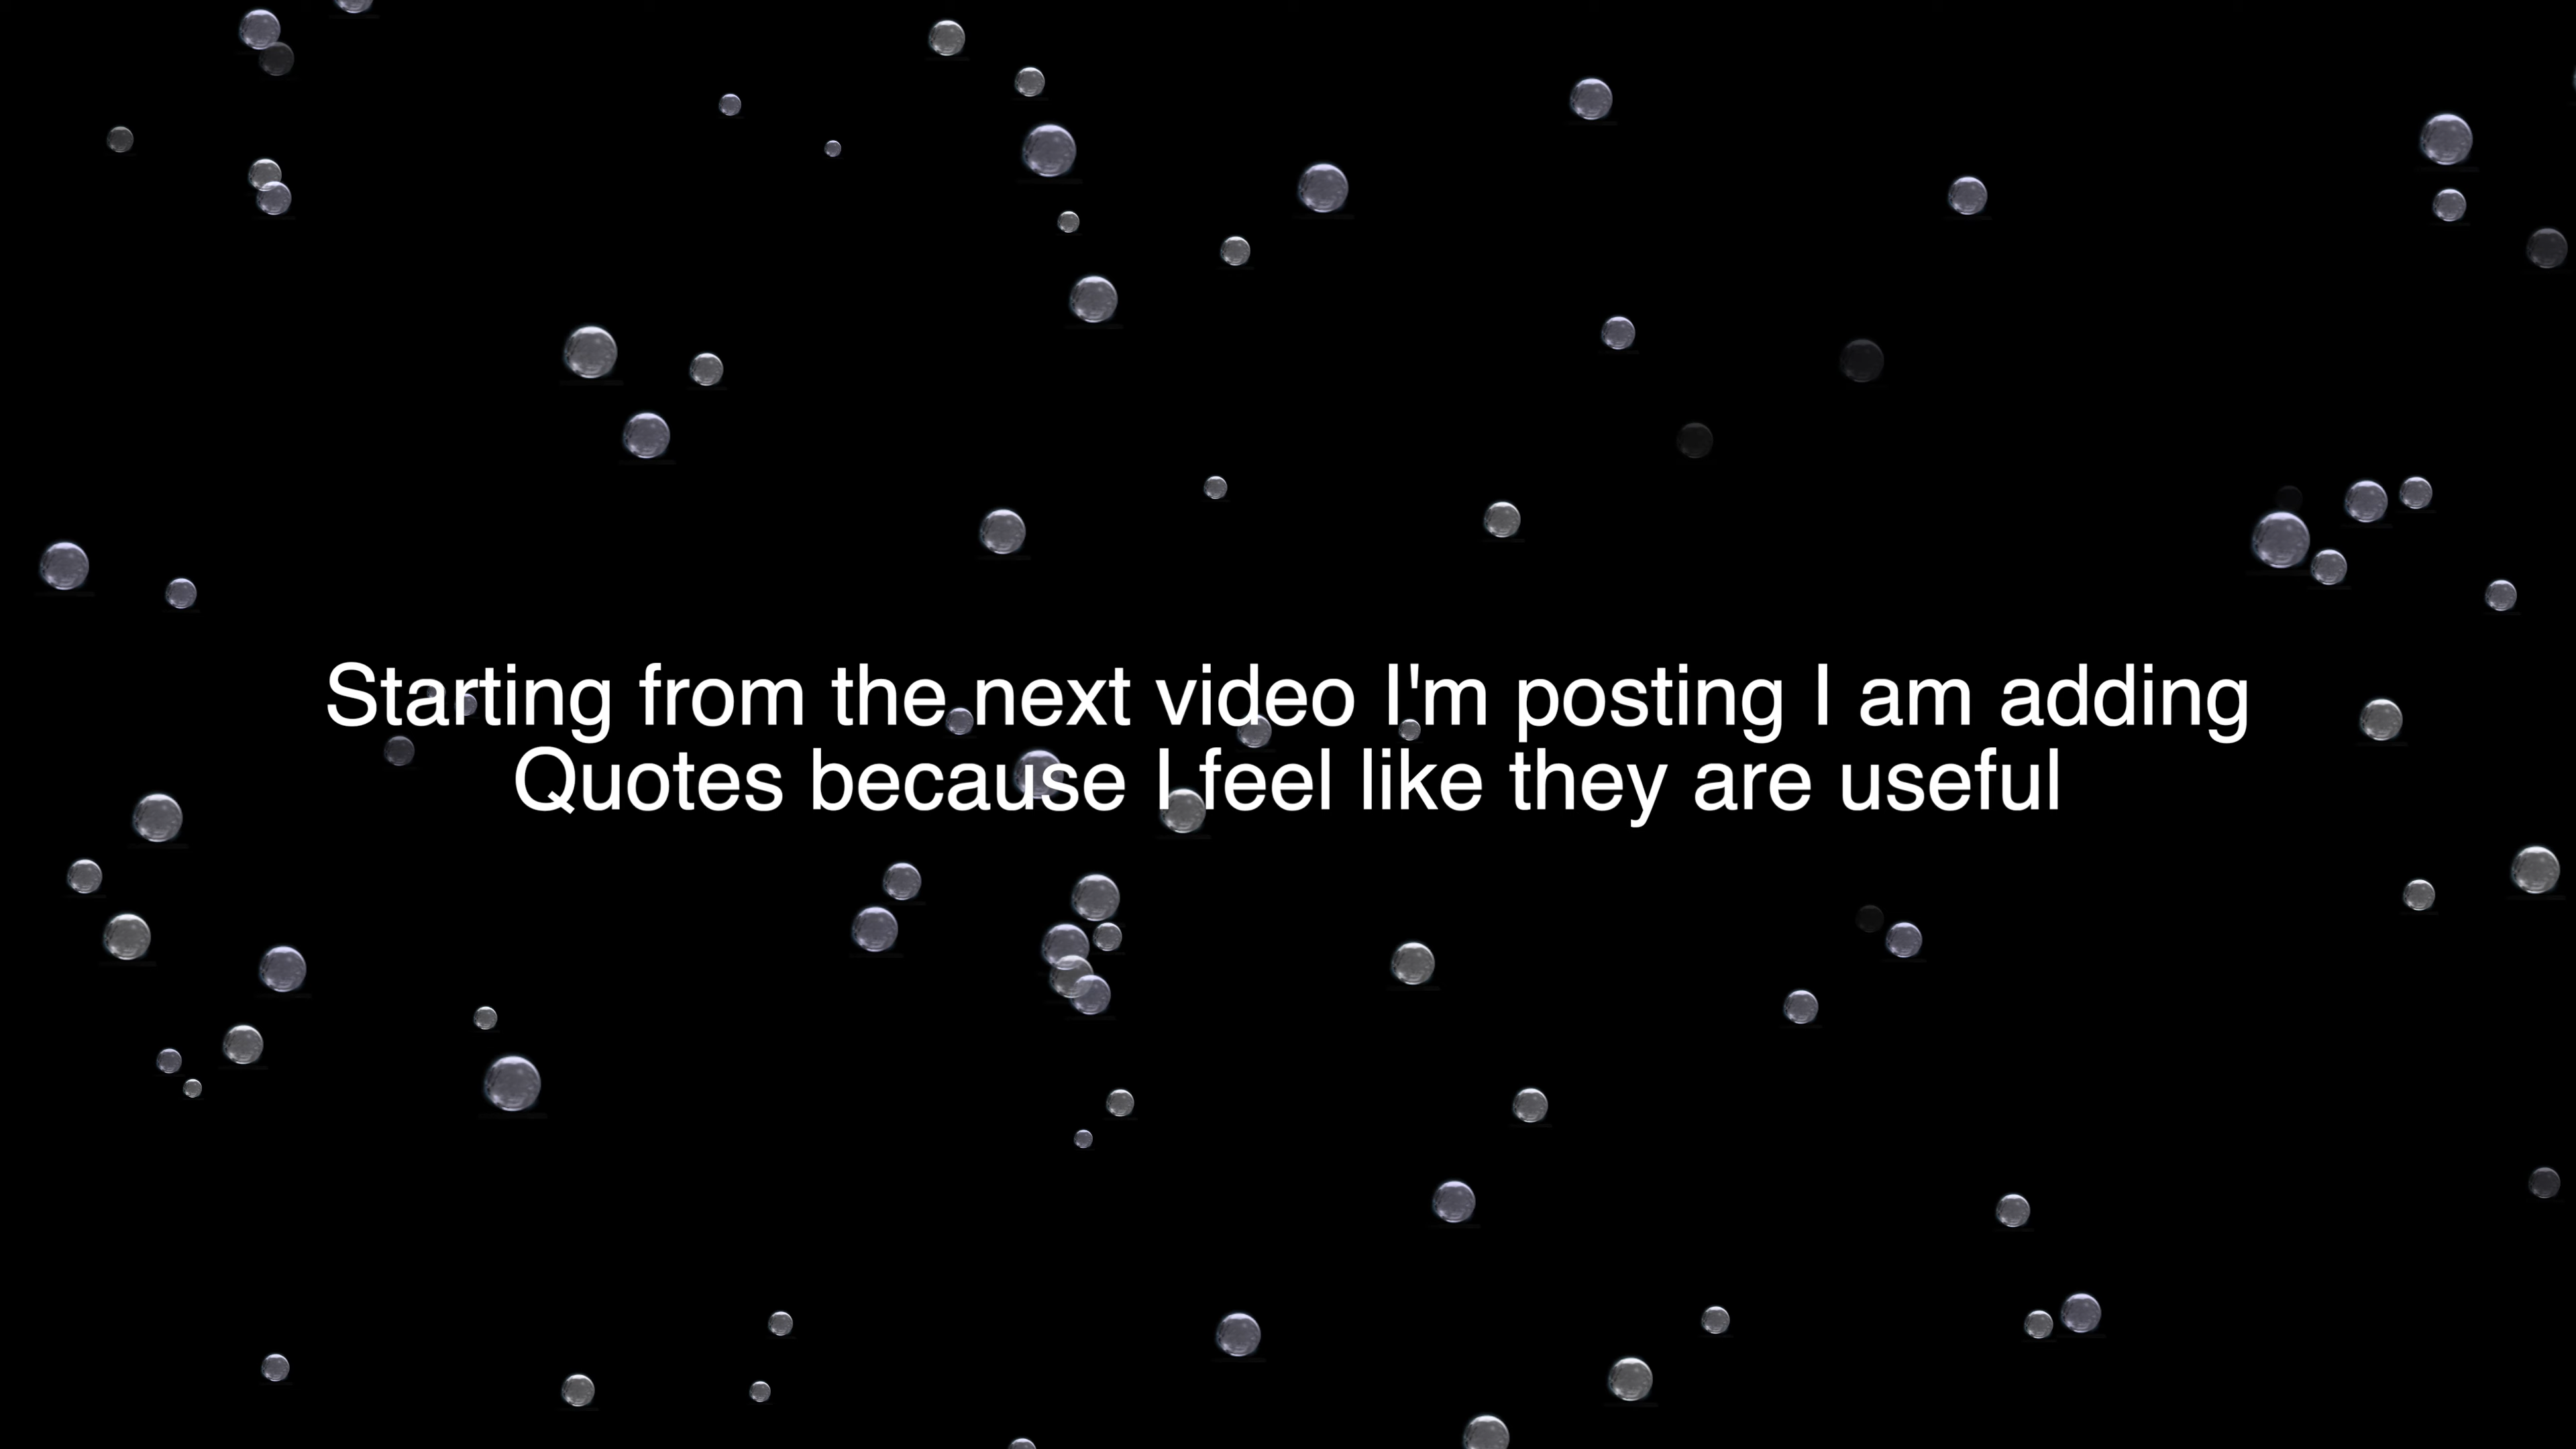 Starting from the next video I'm posting I am adding
Quotes because I feel like they are useful